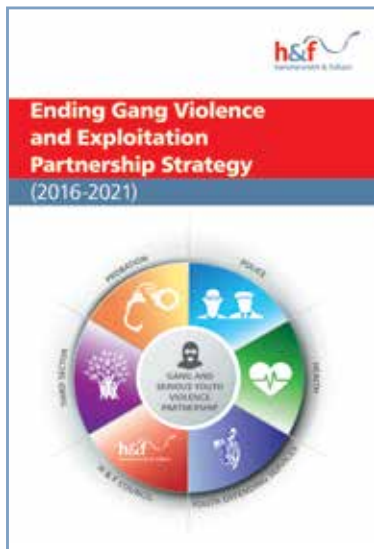 h&f
hammersmith & fulham
Ending Gang Violence
and Exploitation
Partnership Strategy
(2016-2021)
PROBATION
POLICE
THIRD SECTOR
HEALTH
GANG AND
SERIOUS YOUTH
VIOLENCE
PARTNERSHIP
h&f
H & F COUNCIL
YOUTH OFFENDING SERVICES